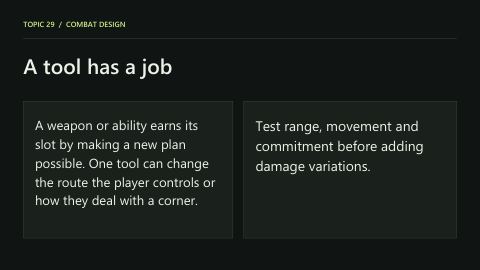 TOPIC 29 / COMBAT DESIGN
A tool has a job
A weapon or ability earns its
slot by making a new plan
possible. One tool can change
the route the player controls or
how they deal with a corner.
Test range, movement and
commitment before adding
damage variations.